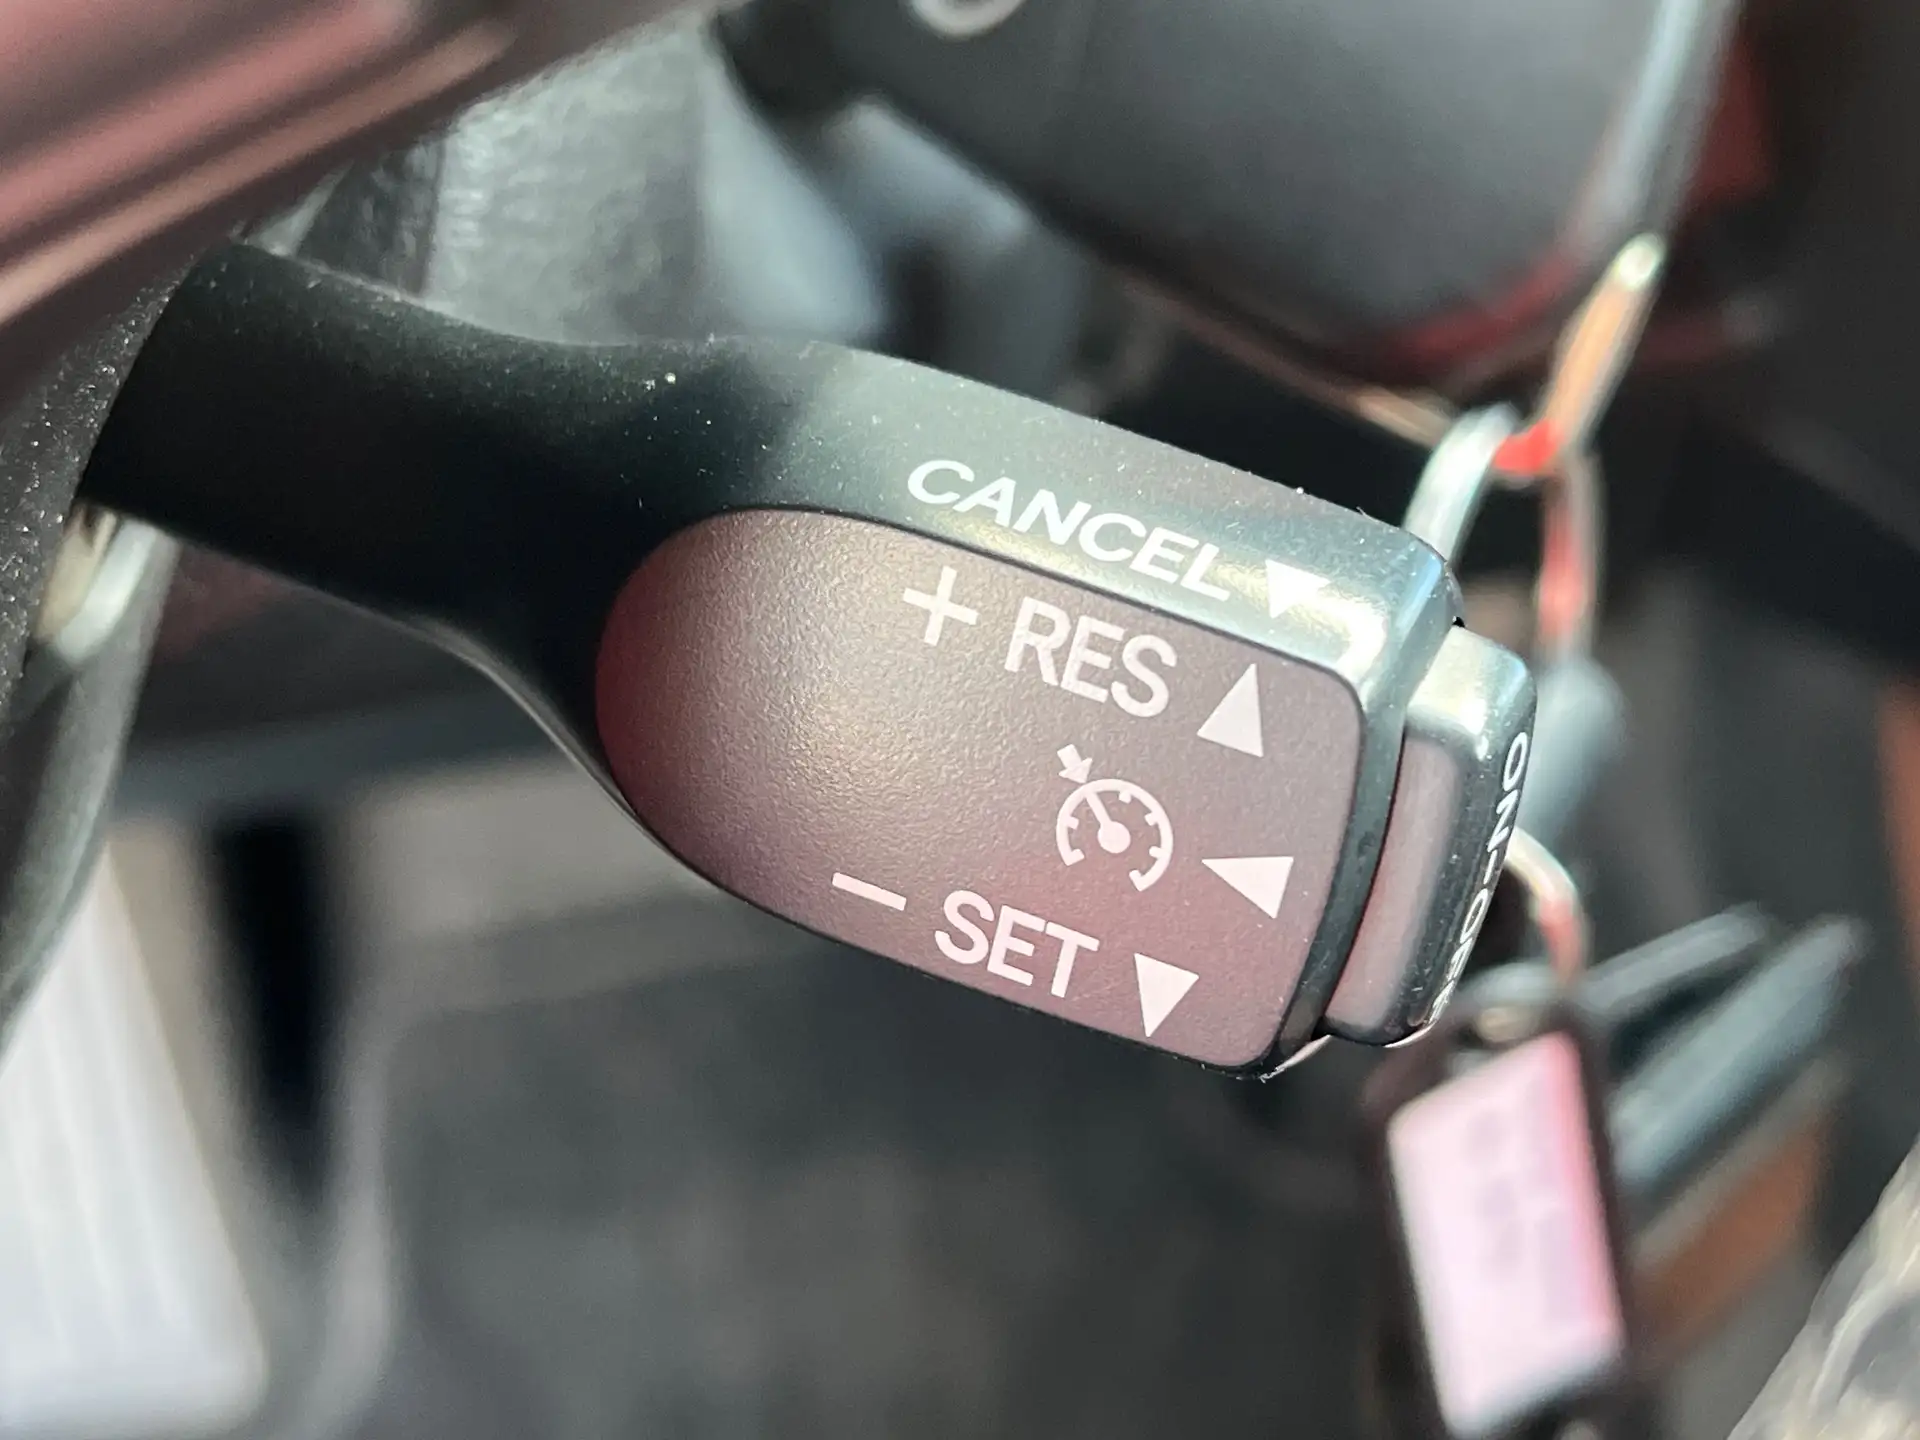 CANCEL ▼
+ RES ▲
◀
− SET ▼
ON-OFF